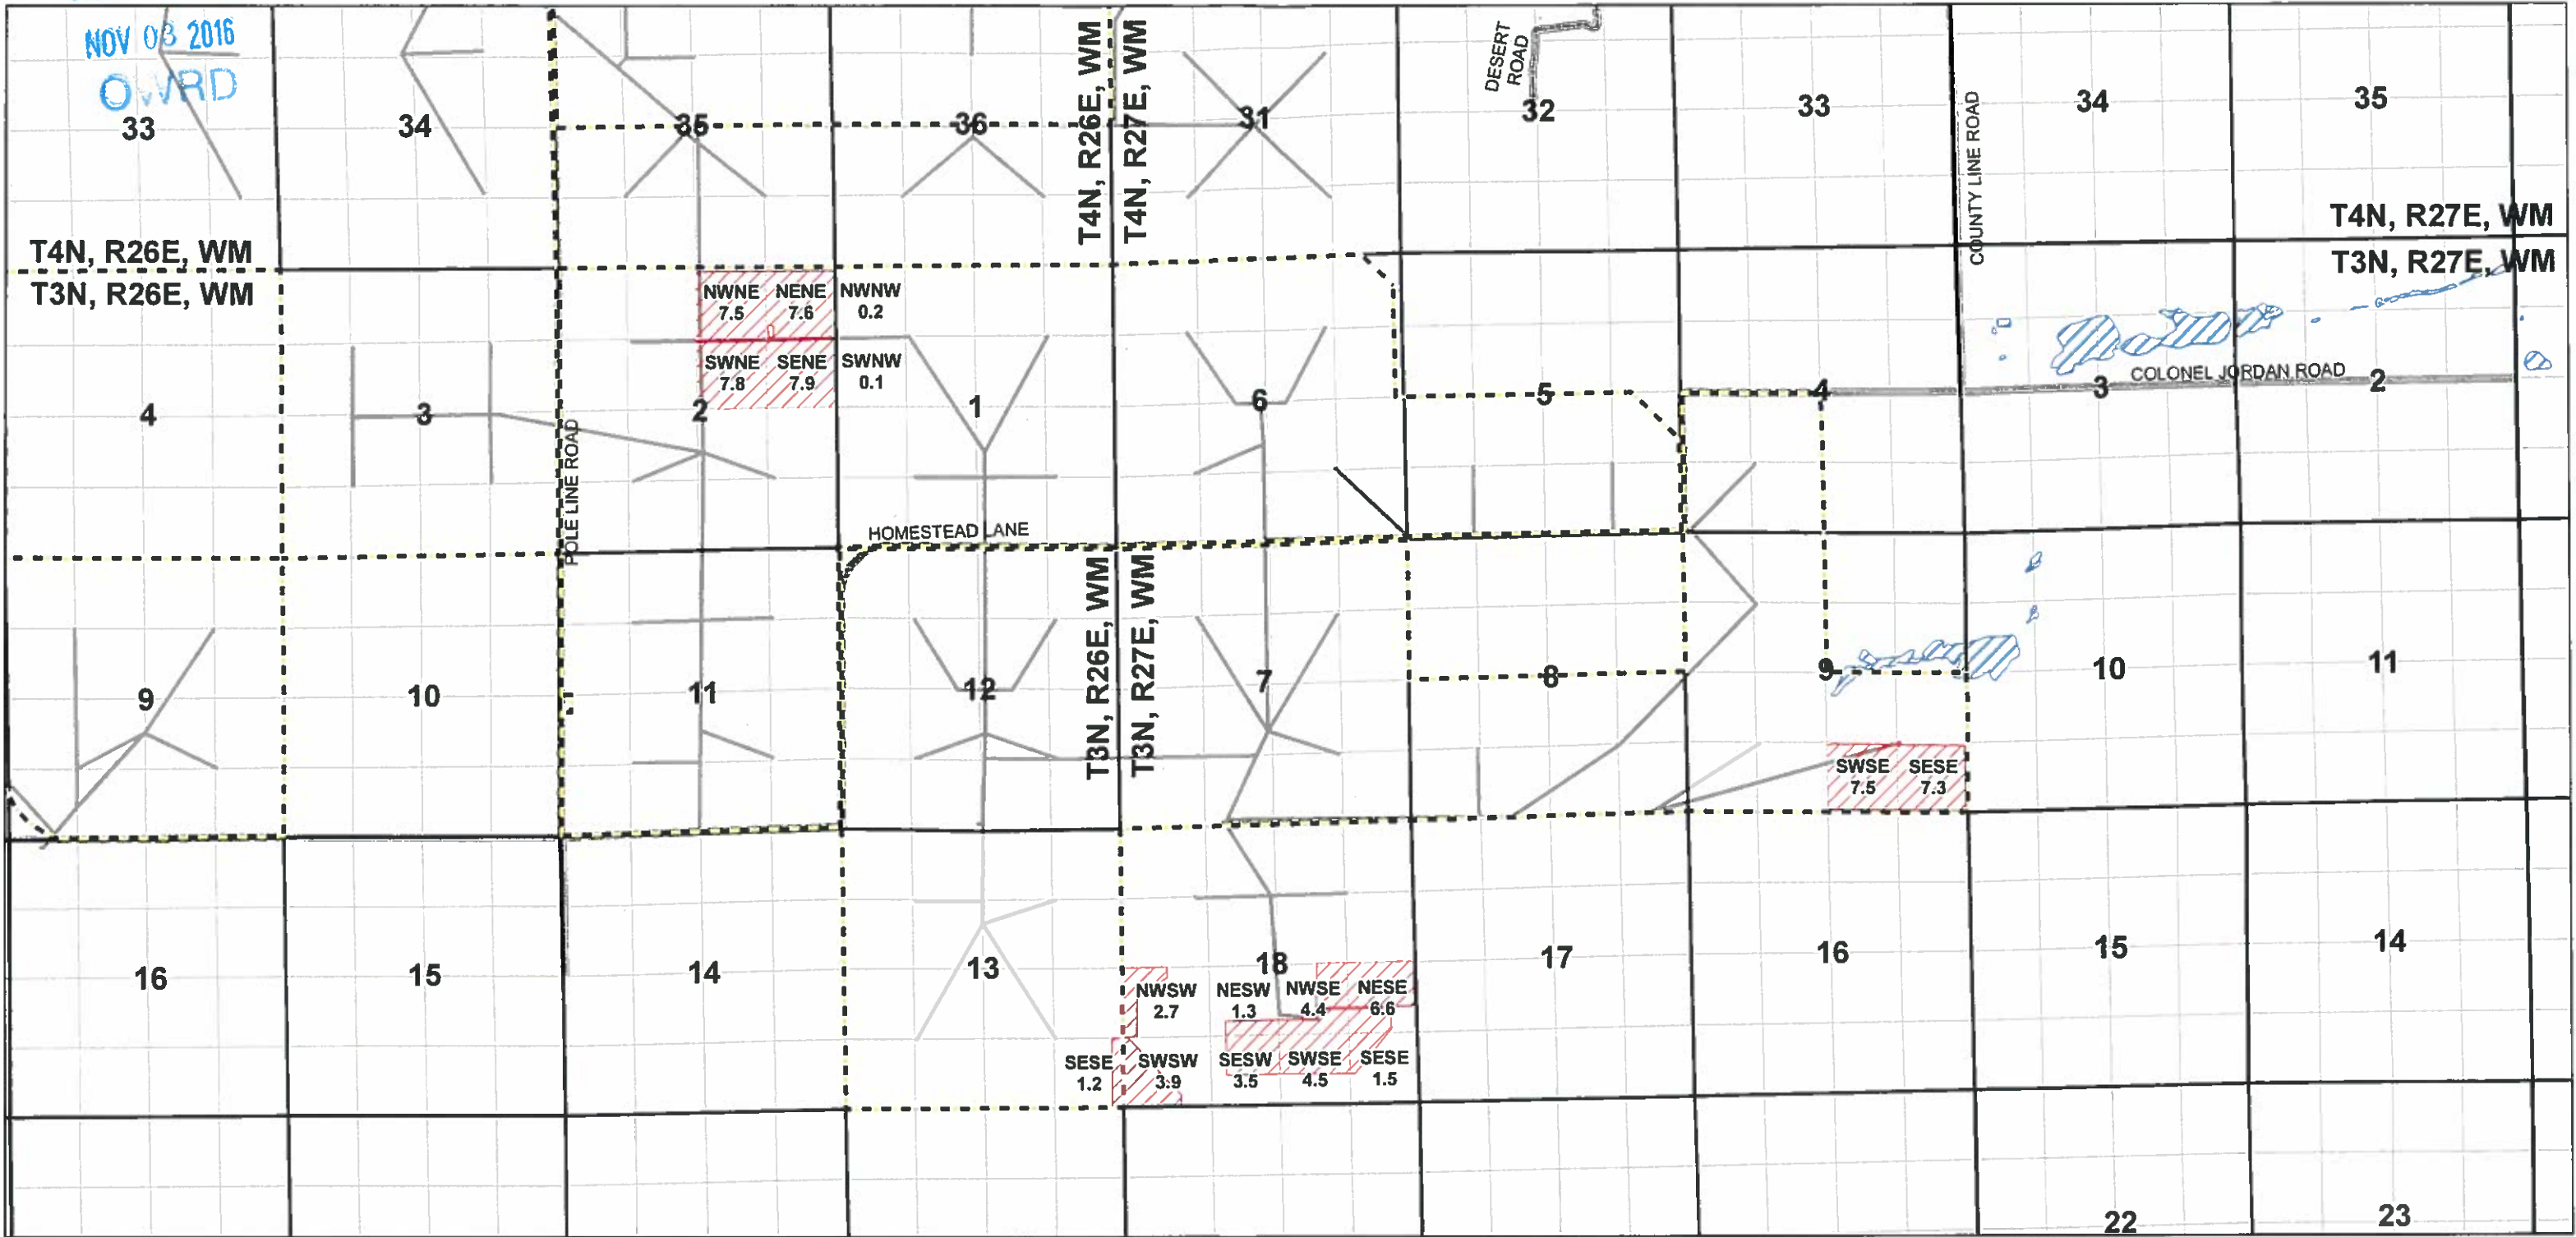 NOV 03 2016
OWRD
33
34
35
36
31
32
33
34
35
DESERT
ROAD
COUNTY LINE ROAD
T4N, R26E, WM
T4N, R27E, WM
T4N, R26E, WM
T3N, R26E, WM
T4N, R27E, WM
T3N, R27E, WM
NWNE
7.5
NENE
7.6
NWNW
0.2
SWNE
7.8
SENE
7.9
SWNW
0.1
COLONEL JORDAN ROAD
4
3
2
1
6
5
4
3
2
POLE LINE ROAD
HOMESTEAD LANE
T3N, R26E, WM
T3N, R27E, WM
9
10
11
12
7
8
9
10
11
SWSE
7.5
SESE
7.3
16
15
14
13
18
17
16
15
14
NWSW
2.7
NESW
1.3
NWSE
4.4
NESE
6.6
SESE
1.2
SWSW
3.9
SESW
3.5
SWSE
4.5
SESE
1.5
22
23